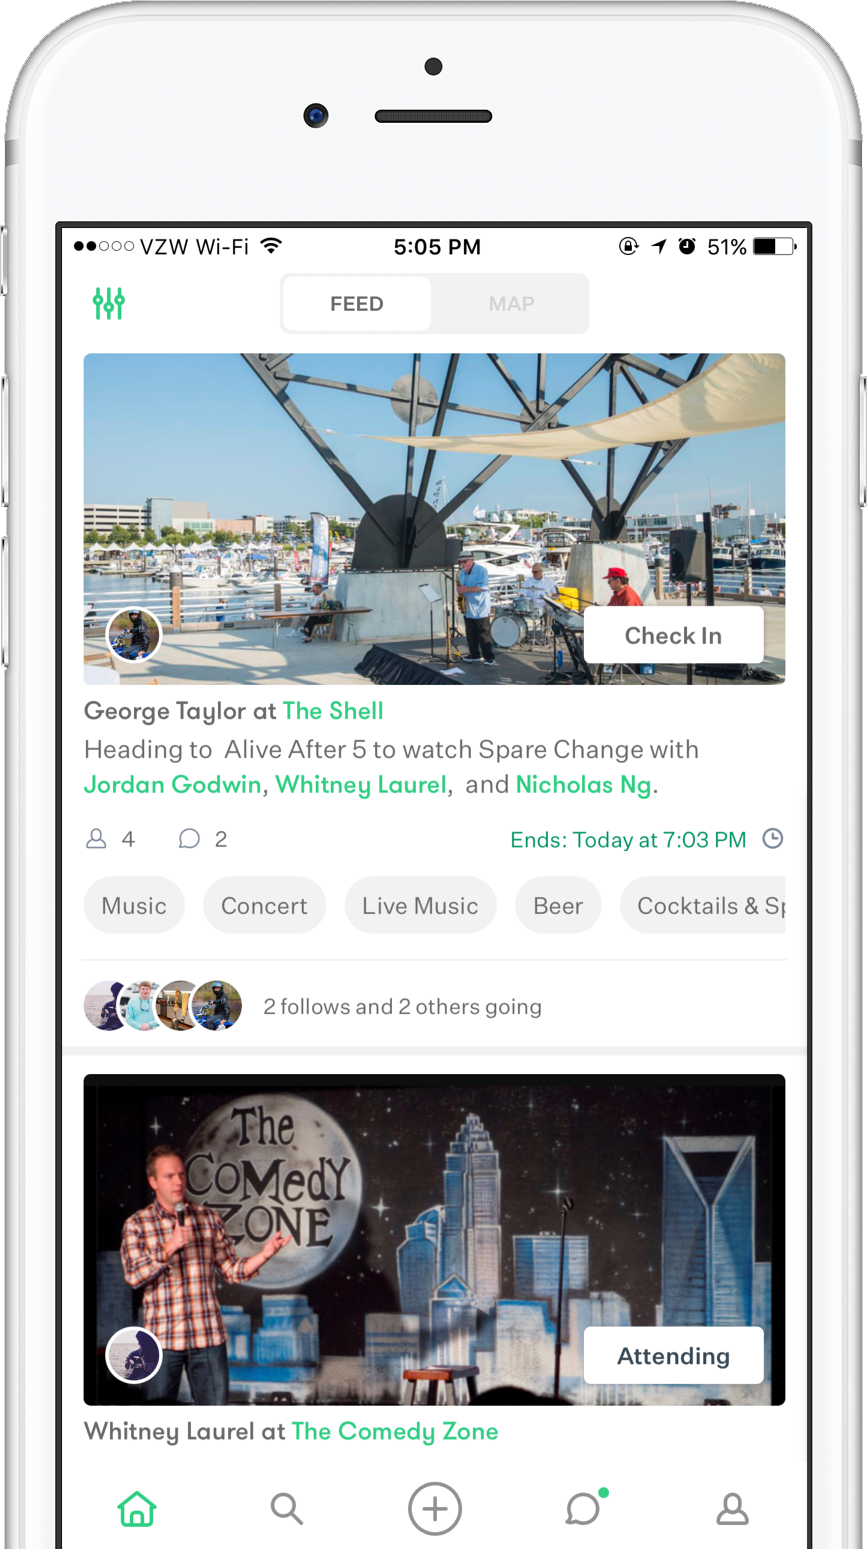 VZW Wi-Fi 5:05 PM 51%
FEED MAP
Check In
George Taylor at The Shell
Heading to Alive After 5 to watch Spare Change with
Jordan Godwin, Whitney Laurel, and Nicholas Ng.
4 2 Ends: Today at 7:03 PM
Music Concert Live Music Beer Cocktails & Sp
2 follows and 2 others going
The
COMedY
ZONE
Attending
Whitney Laurel at The Comedy Zone